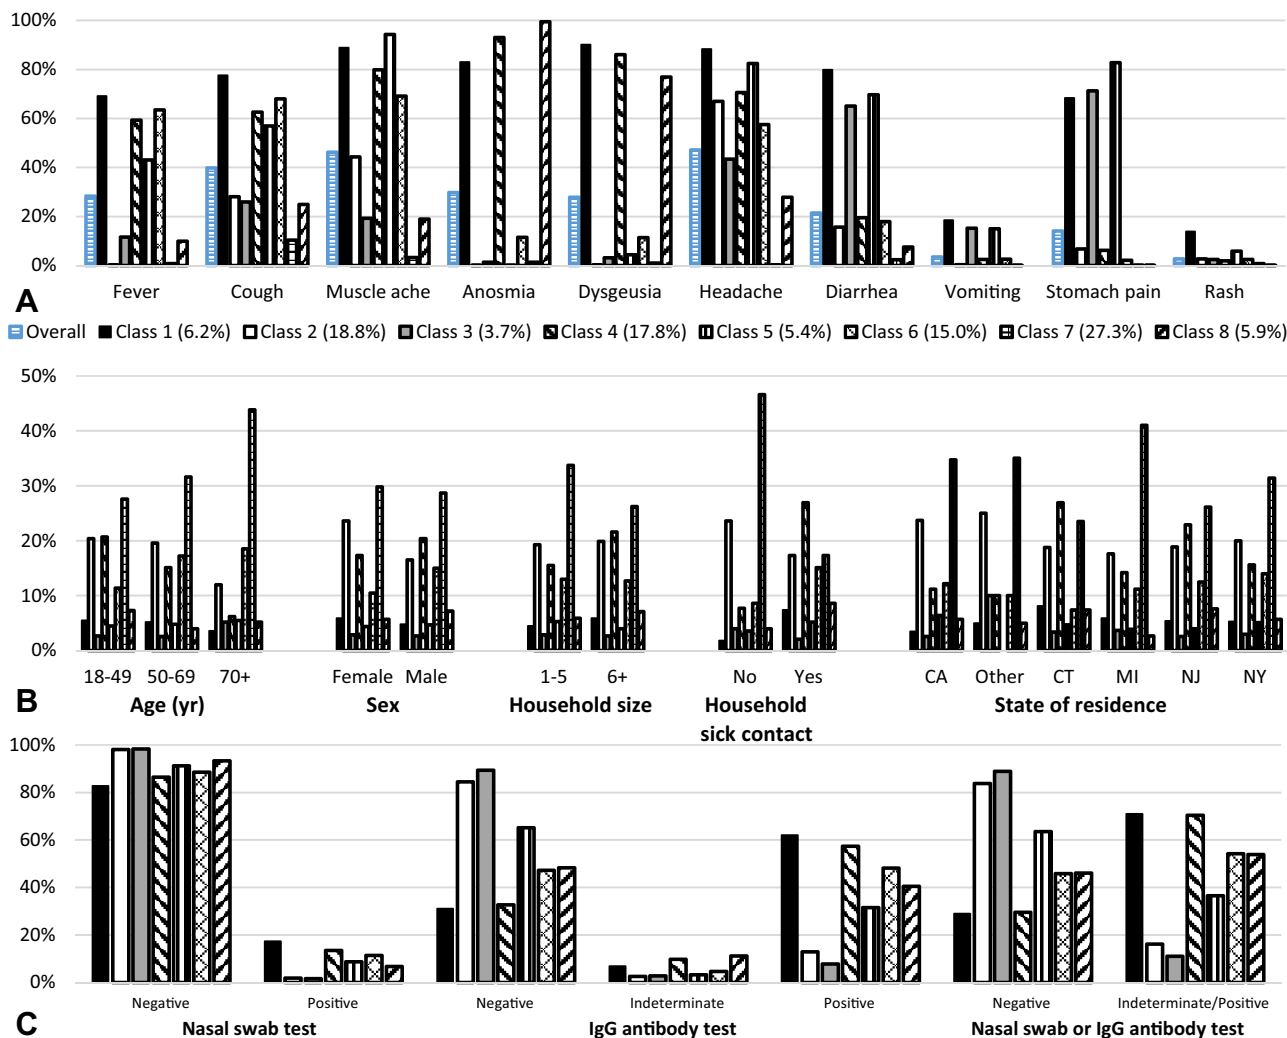 100%
80%
60%
40%
20%
0%
A
Fever Cough Muscle ache Anosmia Dysgeusia Headache Diarrhea Vomiting Stomach pain Rash
Overall Class 1 (6.2%) Class 2 (18.8%) Class 3 (3.7%) Class 4 (17.8%) Class 5 (5.4%) Class 6 (15.0%) Class 7 (27.3%) Class 8 (5.9%)
50%
40%
30%
20%
10%
0%
18-49 50-69 70+ Female Male 1-5 6+ No Yes CA Other CT MI NJ NY
B
Age (yr) Sex Household size Household State of residence
sick contact
100%
80%
60%
40%
20%
0%
Negative Positive Negative Indeterminate Positive Negative Indeterminate/Positive
C
Nasal swab test IgG antibody test Nasal swab or IgG antibody test